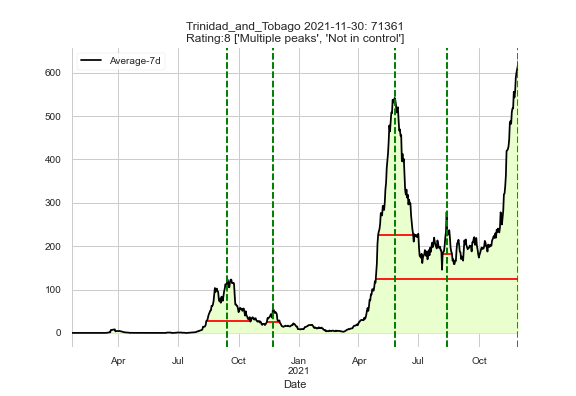 Trinidad_and_Tobago 2021-11-30: 71361
Rating:8 ['Multiple peaks', 'Not in control']
Average-7d
600
500
400
300
200
100
0
Apr Jul Oct Jan Apr Jul Oct
2021
Date